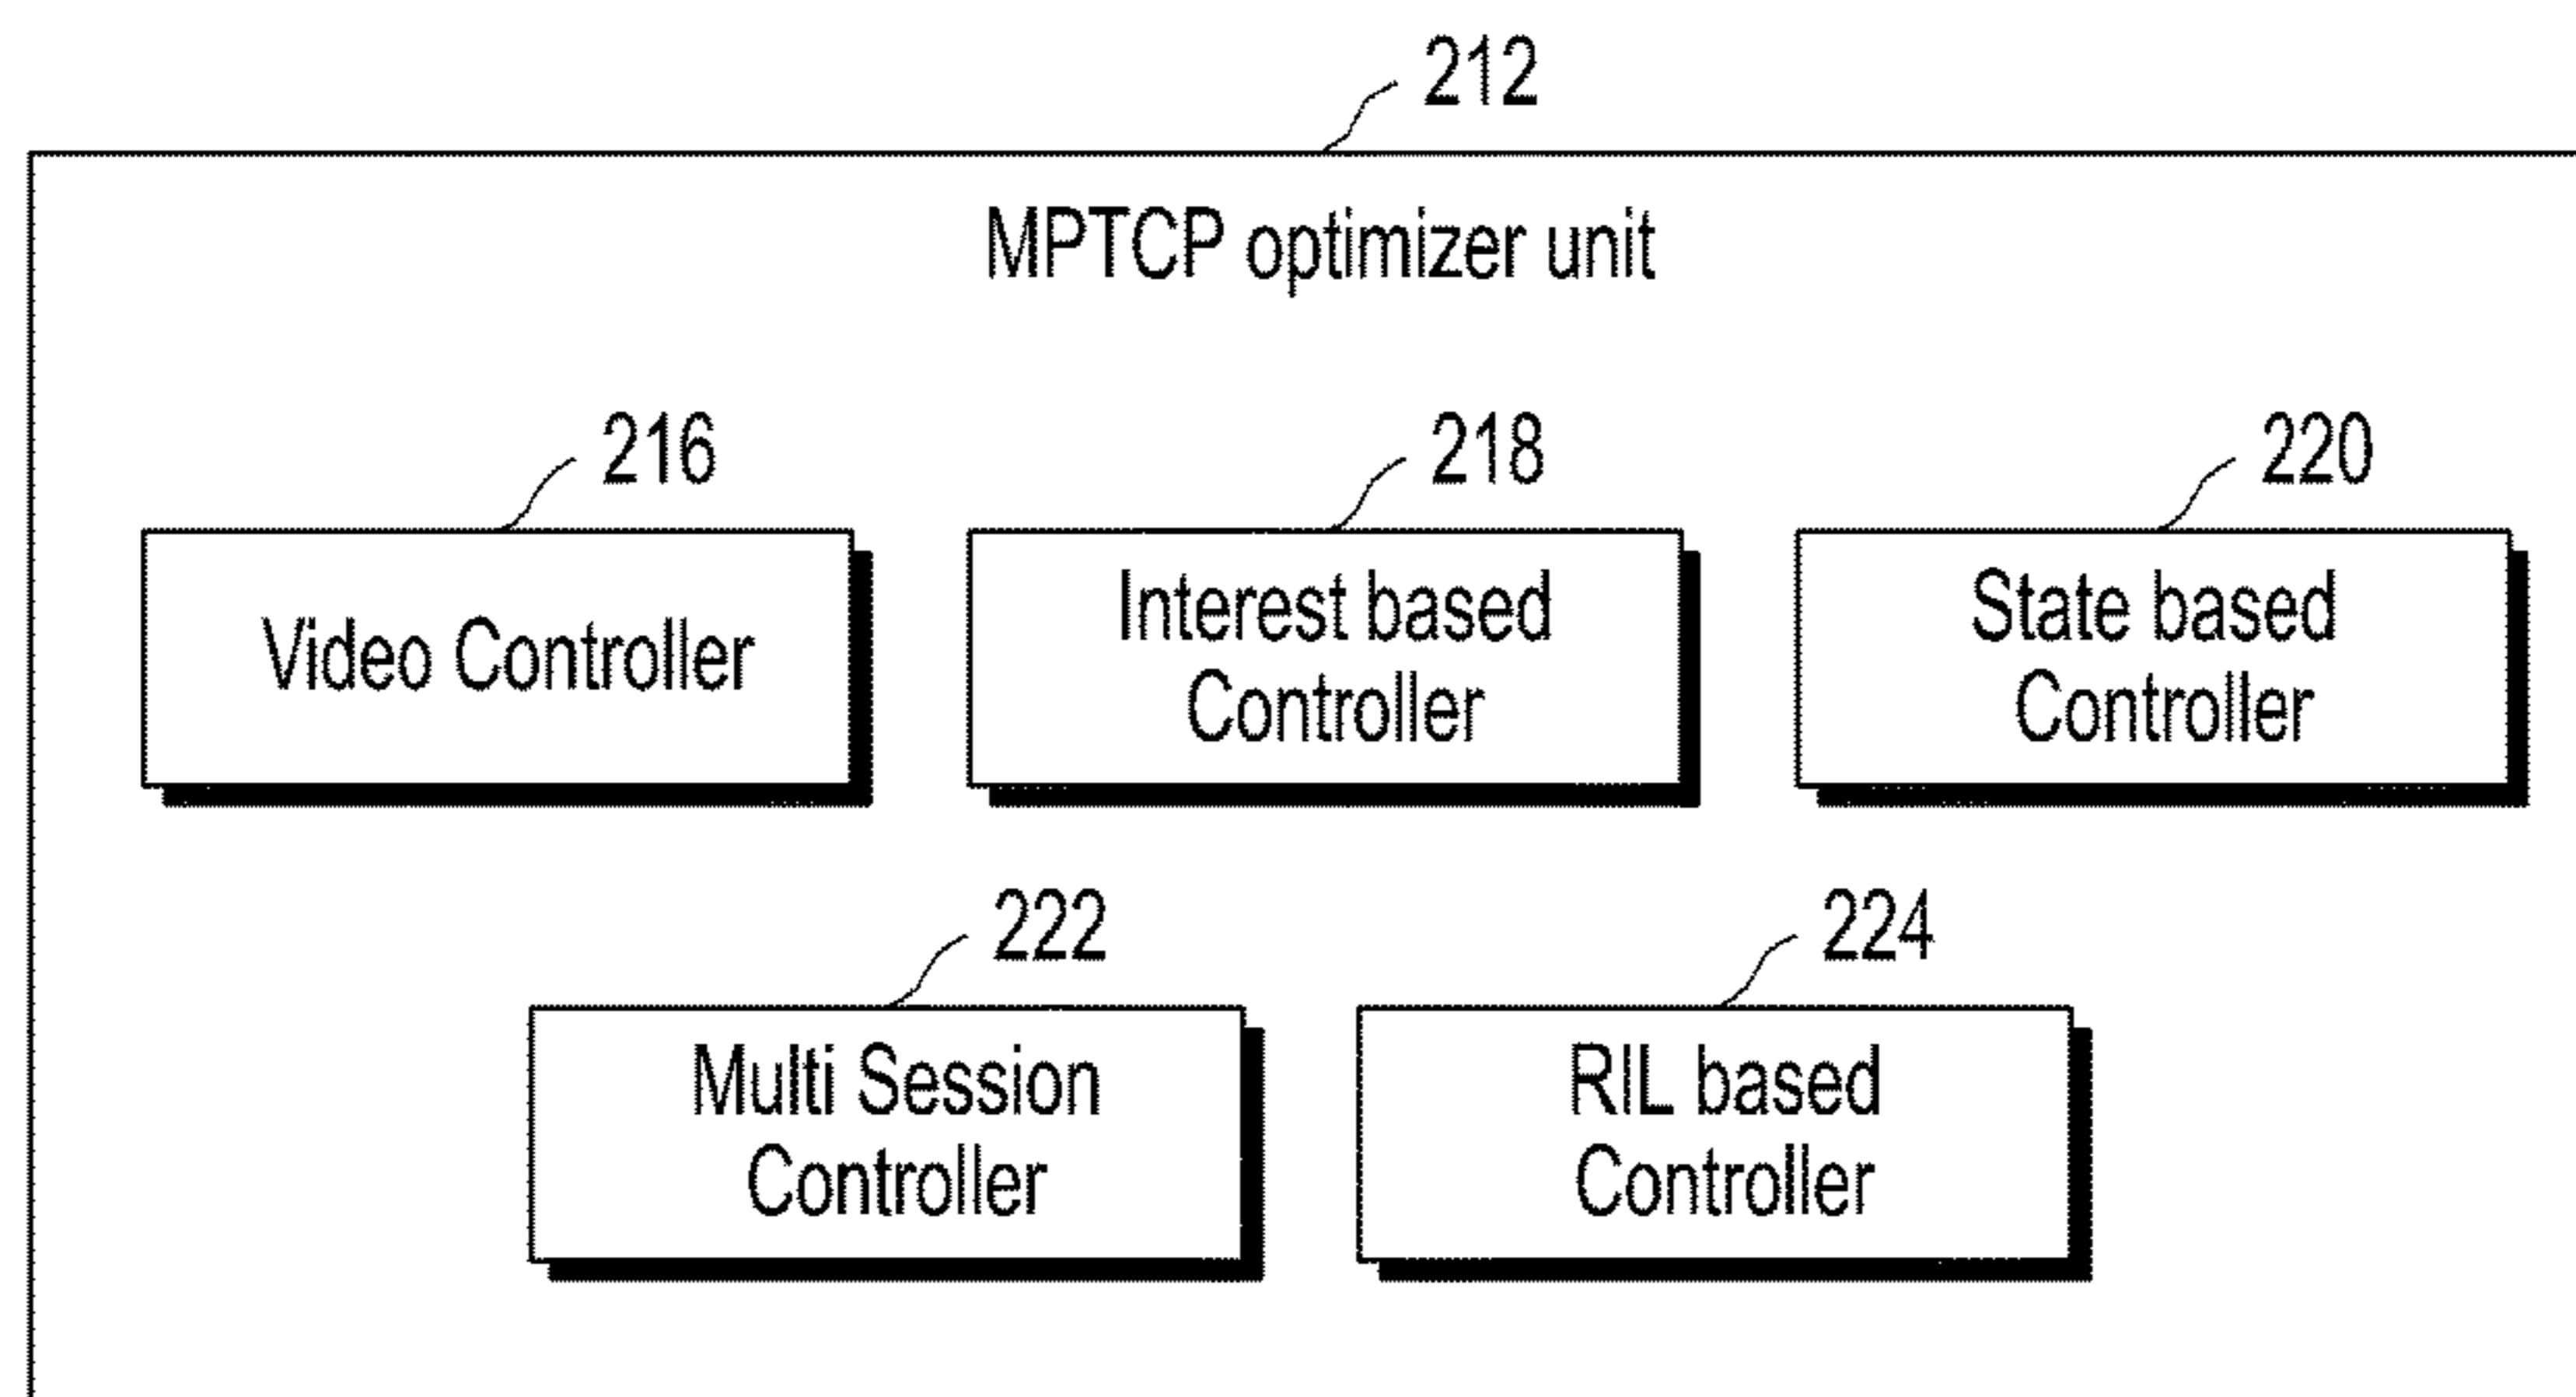 212
MPTCP optimizer unit
216
218
220
Video Controller
Interest based
Controller
State based
Controller
222
224
Multi Session
Controller
RIL based
Controller